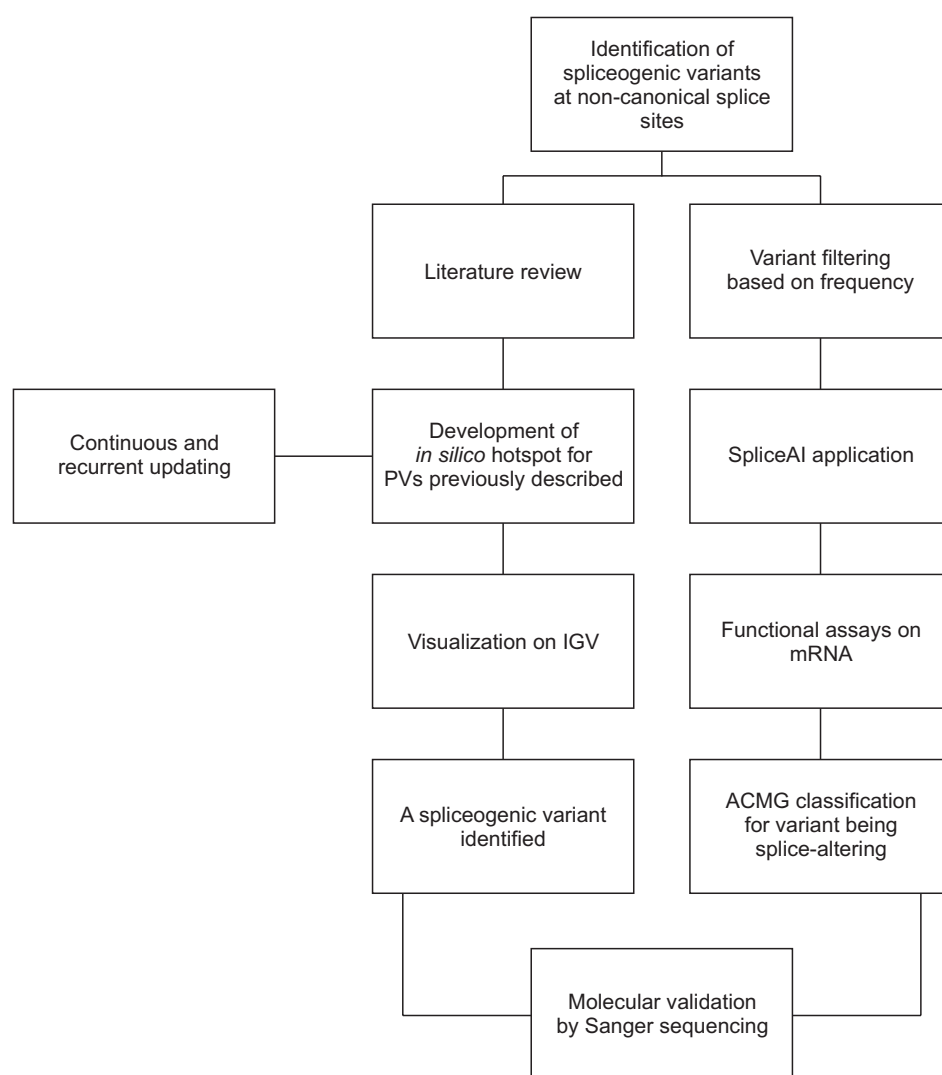 Identification of
spliceogenic variants
at non-canonical splice
sites
Literature review
Variant filtering
based on frequency
Continuous and
recurrent updating
Development of
in silico hotspot for
PVs previously described
SpliceAI application
Visualization on IGV
Functional assays on
mRNA
A spliceogenic variant
identified
ACMG classification
for variant being
splice-altering
Molecular validation
by Sanger sequencing